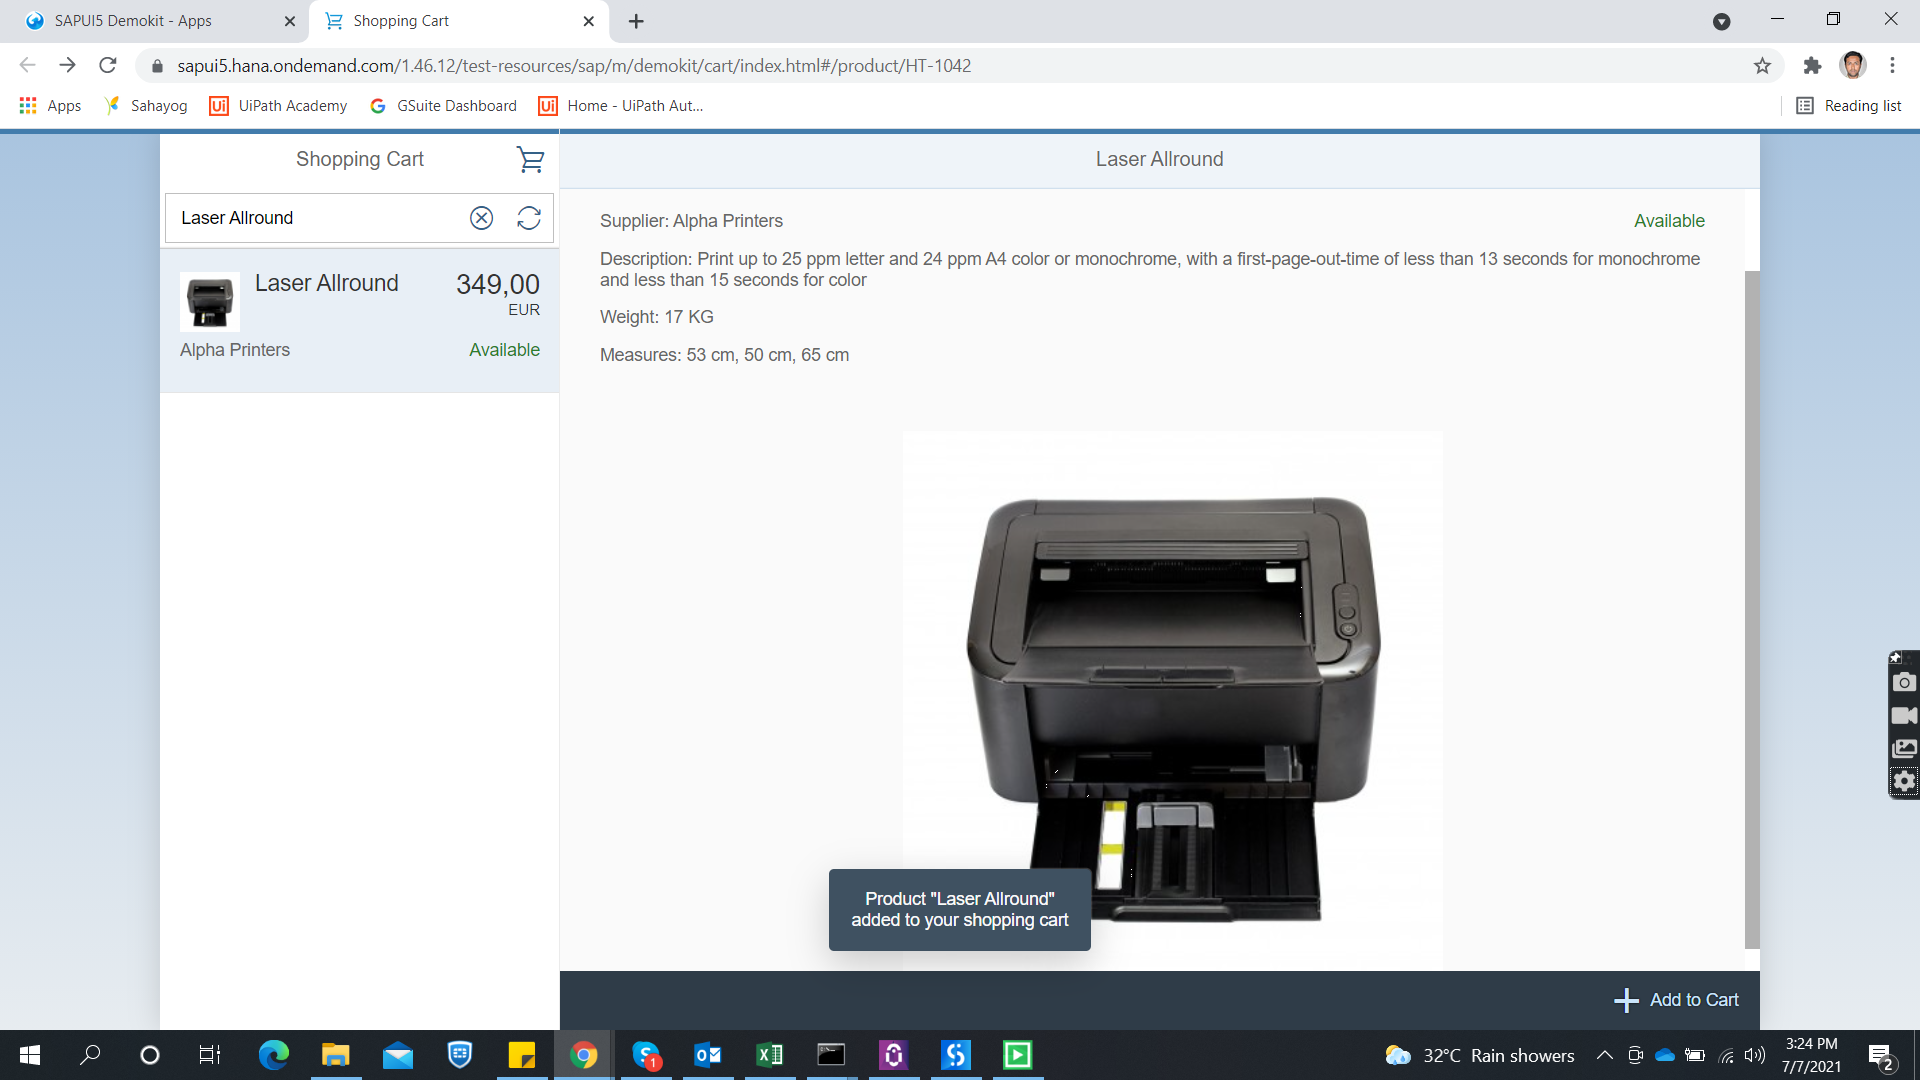 SAPUI5 Demokit - Apps
Shopping Cart
sapui5.hana.ondemand.com/1.46.12/test-resources/sap/m/demokit/cart/index.html#/product/HT-1042
Apps
Sahayog
Ui
UiPath Academy
G
GSuite Dashboard
Ui
Home - UiPath Aut...
Reading list
Shopping Cart
Laser Allround
Laser Allround
349,00
EUR
Alpha Printers
Available
Laser Allround
Supplier: Alpha Printers
Available
Description: Print up to 25 ppm letter and 24 ppm A4 color or monochrome, with a first-page-out-time of less than 13 seconds for monochrome
and less than 15 seconds for color
Weight: 17 KG
Measures: 53 cm, 50 cm, 65 cm
Product "Laser Allround"
added to your shopping cart
Add to Cart
1
32°C Rain showers
3:24 PM
7/7/2021
2